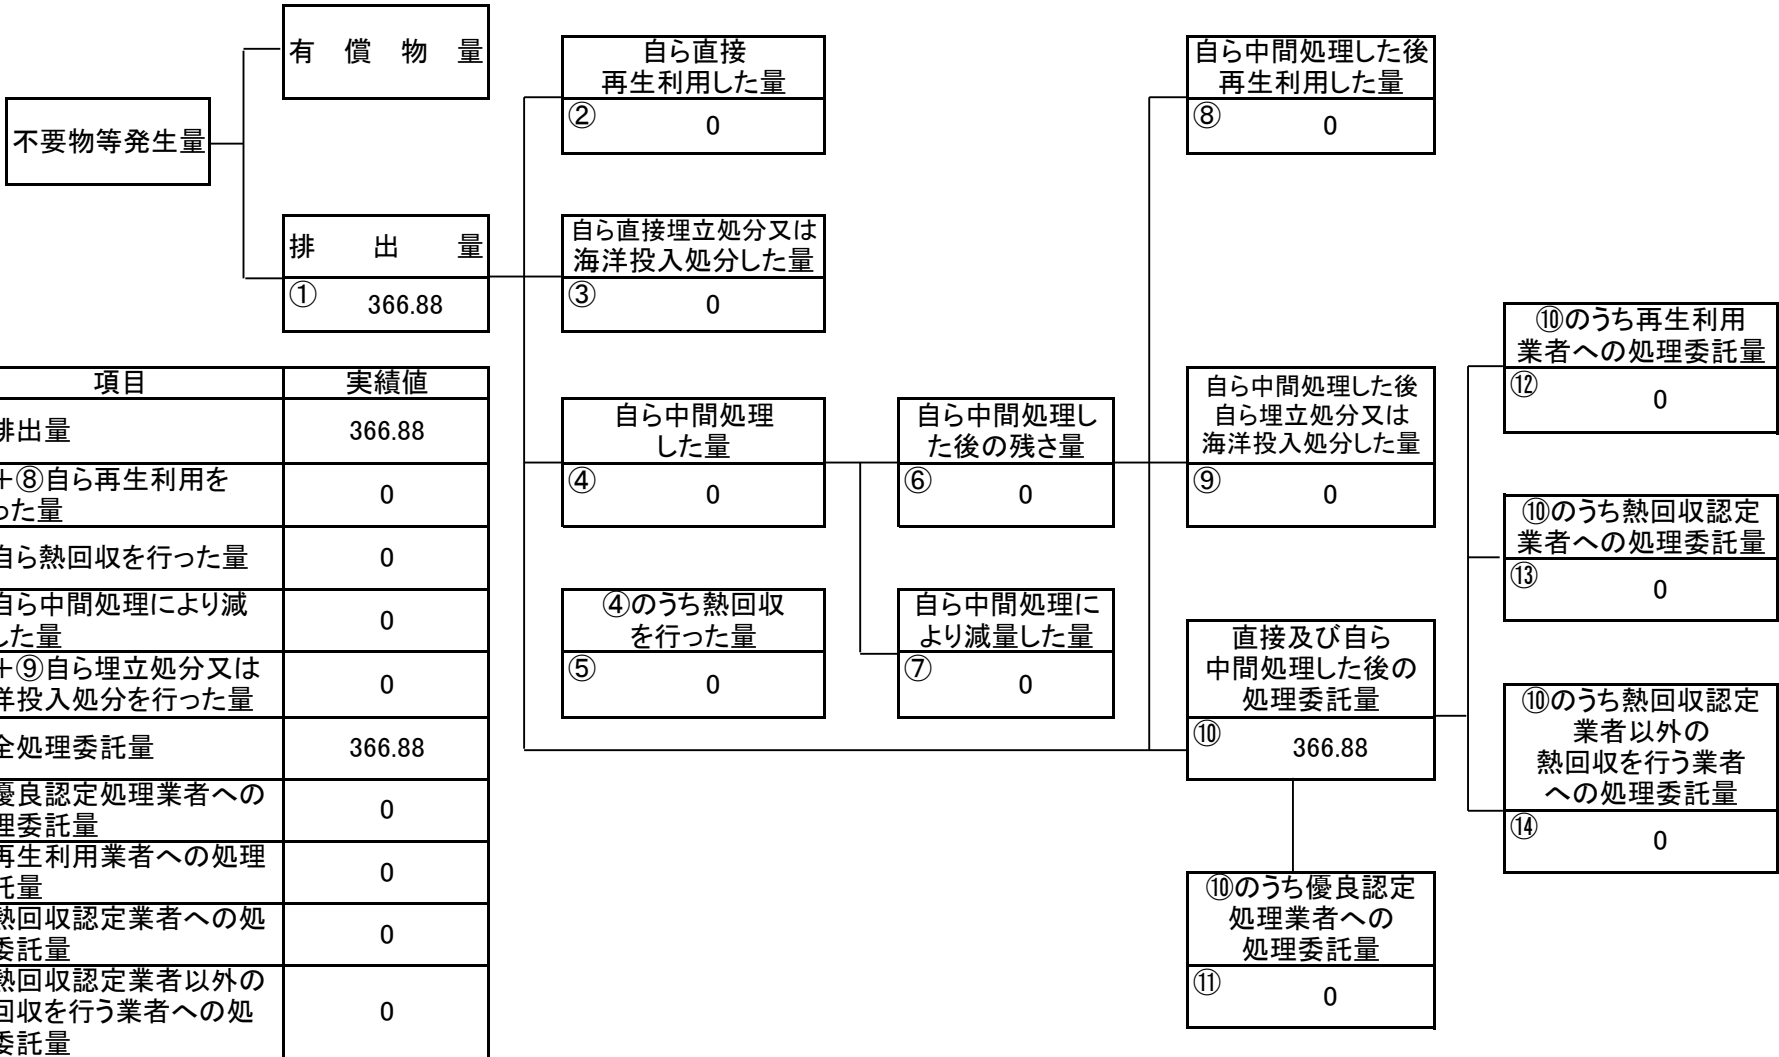 有償物量
不要物等発生量
排出量
①
366.88
自ら直接
再生利用した量
②
0
自ら直接埋立処分又は
海洋投入処分した量
③
0
自ら中間処理
した量
④
0
④のうち熱回収
を行った量
⑤
0
自ら中間処理し
た後の残さ量
⑥
0
自ら中間処理に
より減量した量
⑦
0
自ら中間処理した後
再生利用した量
⑧
0
自ら中間処理した後
自ら埋立処分又は
海洋投入処分した量
⑨
0
直接及び自ら
中間処理した後の
処理委託量
⑩
366.88
⑩のうち優良認定
処理業者への
処理委託量
⑪
0
⑩のうち再生利用
業者への処理委託量
⑫
0
⑩のうち熱回収認定
業者への処理委託量
⑬
0
⑩のうち熱回収認定
業者以外の
熱回収を行う業者
への処理委託量
⑭
0
項目
実績値
排出量
366.88
+⑧自ら再生利用を
った量
0
自ら熱回収を行った量
0
自ら中間処理により減
した量
0
+⑨自ら埋立処分又は
洋投入処分を行った量
0
全処理委託量
366.88
優良認定処理業者への
理委託量
0
再生利用業者への処理
託量
0
熱回収認定業者への処
委託量
0
熱回収認定業者以外の
回収を行う業者への処
委託量
0